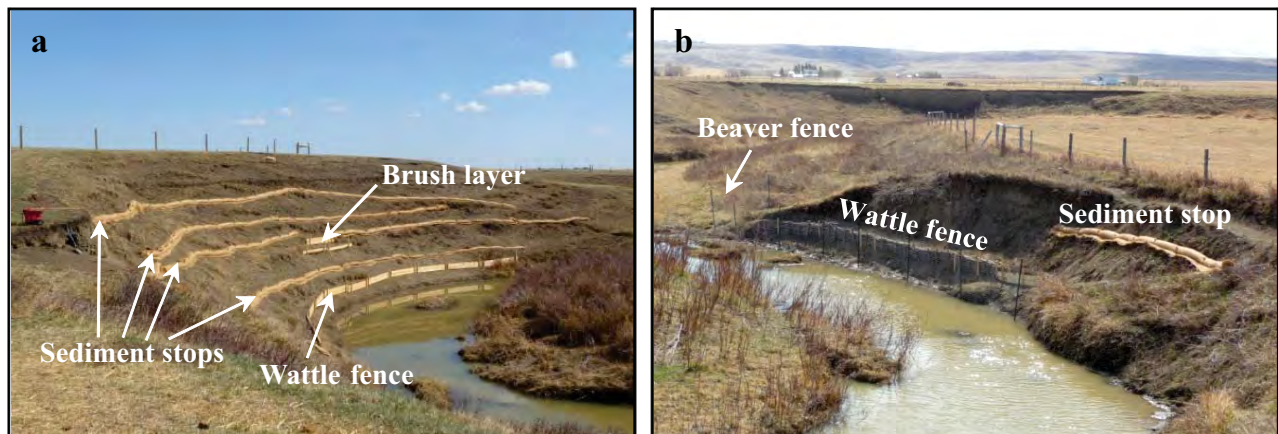 a
Brush layer
Sediment stops
Wattle fence
b
Beaver fence
Wattle fence
Sediment stop